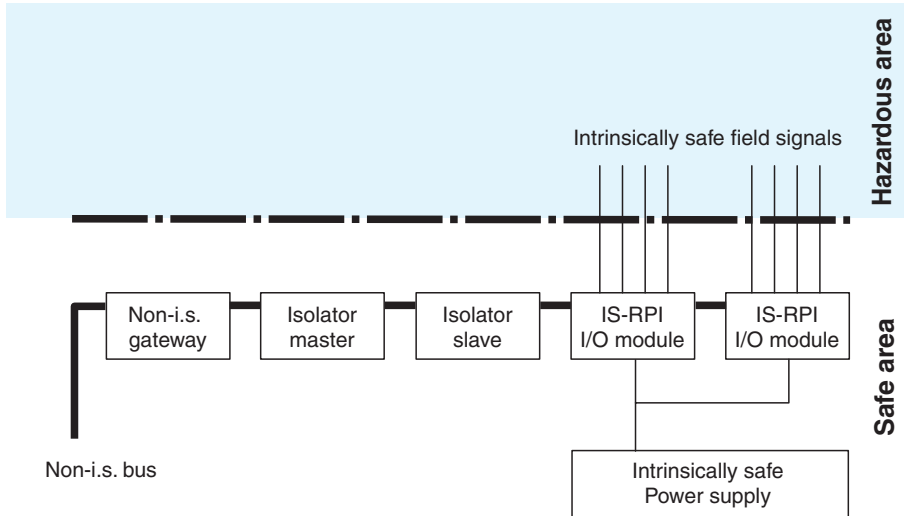 Hazardous area
Intrinsically safe field signals
Non-i.s.
gateway
Isolator
master
Isolator
slave
IS-RPI
I/O module
IS-RPI
I/O module
Safe area
Non-i.s. bus
Intrinsically safe
Power supply